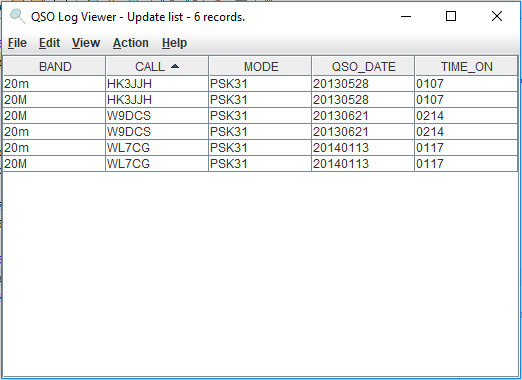 QSO Log Viewer - Update list - 6 records.
File Edit View Action Help
BAND CALL MODE QSO_DATE TIME_ON
20m HK3JJH PSK31 20130528 0107
20M HK3JJH PSK31 20130528 0107
20M W9DCS PSK31 20130621 0214
20m W9DCS PSK31 20130621 0214
20m WL7CG PSK31 20140113 0117
20M WL7CG PSK31 20140113 0117